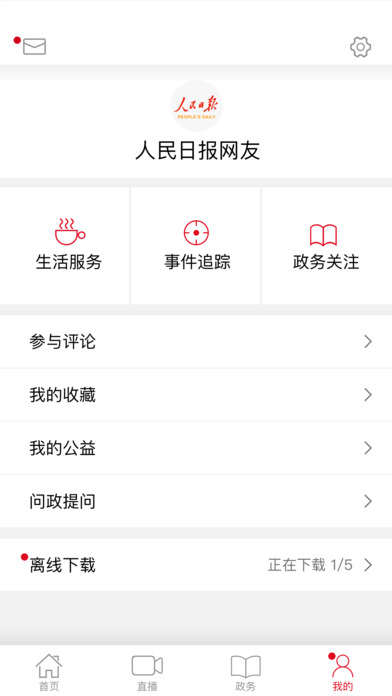 人民日报
PEOPLE'S DAILY
人民日报网友
生活服务 事件追踪 政务关注
参与评论
我的收藏
我的公益
问政提问
离线下载 正在下载 1/5
首页 直播 政务 我的